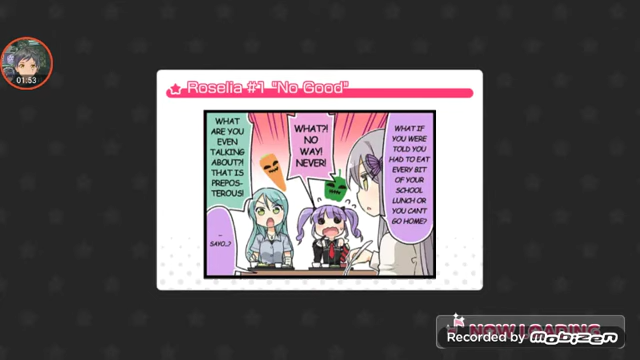 01:53
Roselia #1 "No Good"
WHAT
ARE YOU
EVEN
TALKING
ABOUT?!
THAT IS
PREPOS-
TEROUS!
WHAT?!
NO
WAY!
NEVER!
WHAT IF
YOU WERE
TOLD YOU
HAD TO EAT
EVERY BIT
OF YOUR
SCHOOL
LUNCH OR
YOU CAN'T
GO HOME?
SAYO...?
NOW LOADING
Recorded by mobizen